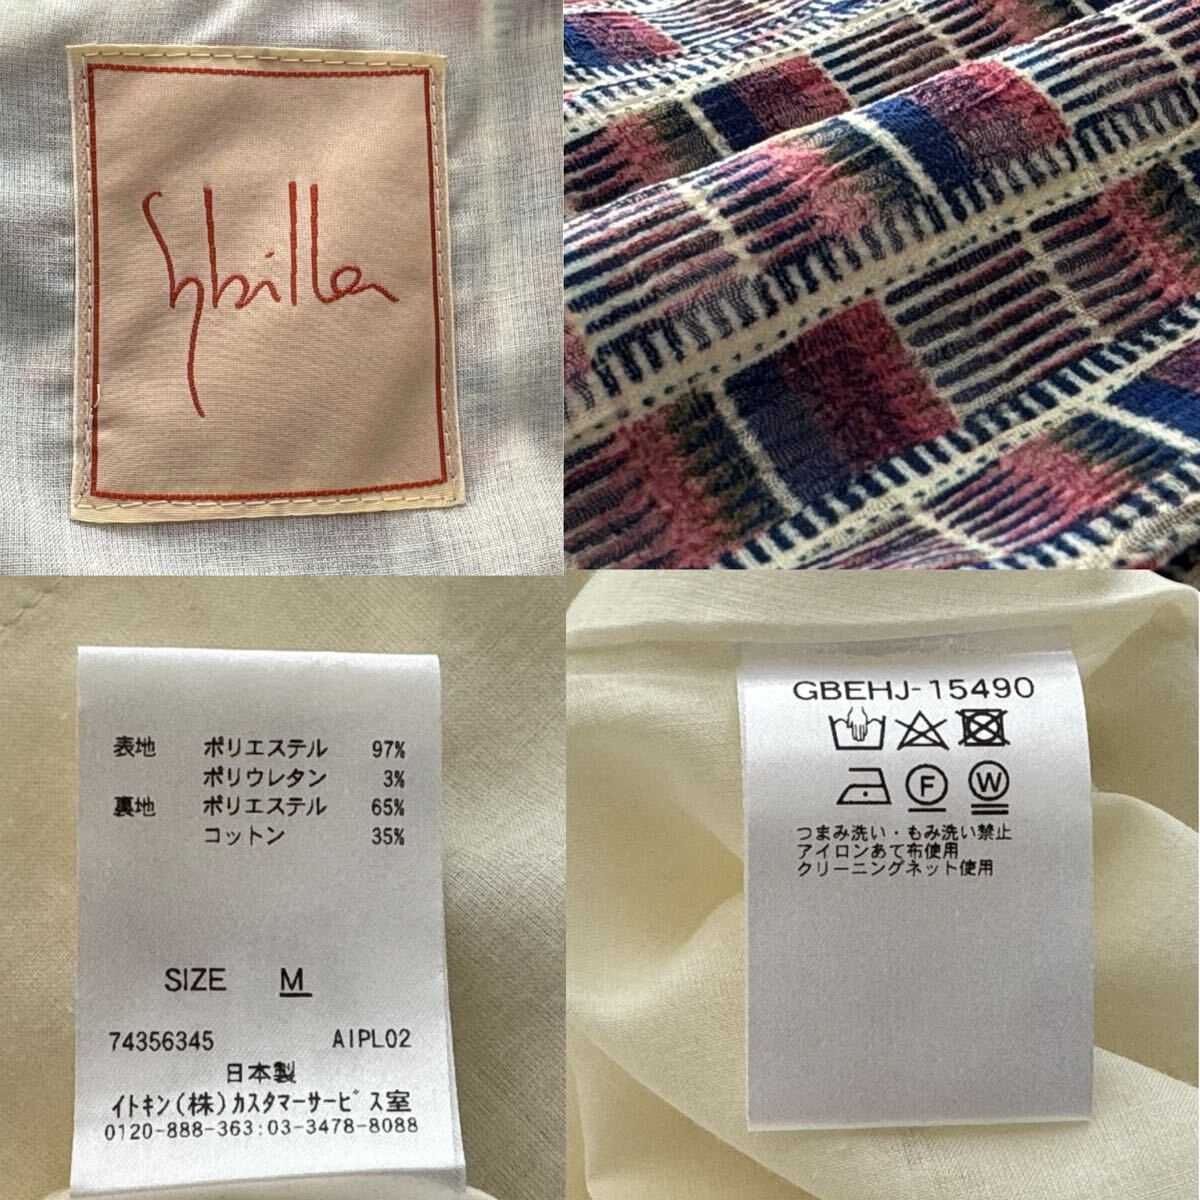 Sybilla
表地 ポリエステル 97%
ポリウレタン 3%
裏地 ポリエステル 65%
コットン 35%
SIZE M
74356345 AIPL02
日本製
イトキン(株)カスタマーサービス室
0120-888-363:03-3478-8088
GBEHJ-15490
F W
つまみ洗い・もみ洗い禁止
アイロンあて布使用
クリーニングネット使用